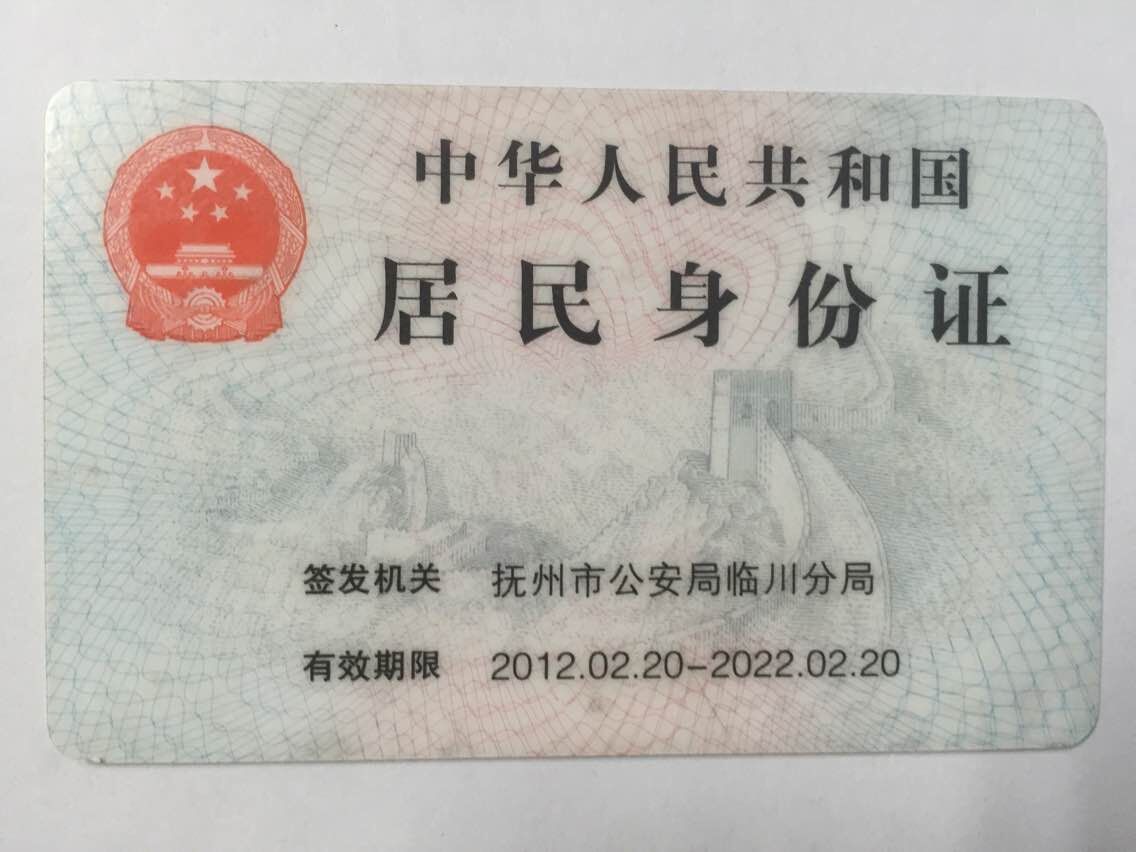 中华人民共和国
居民身份证
签发机关 抚州市公安局临川分局
有效期限 2012.02.20-2022.02.20